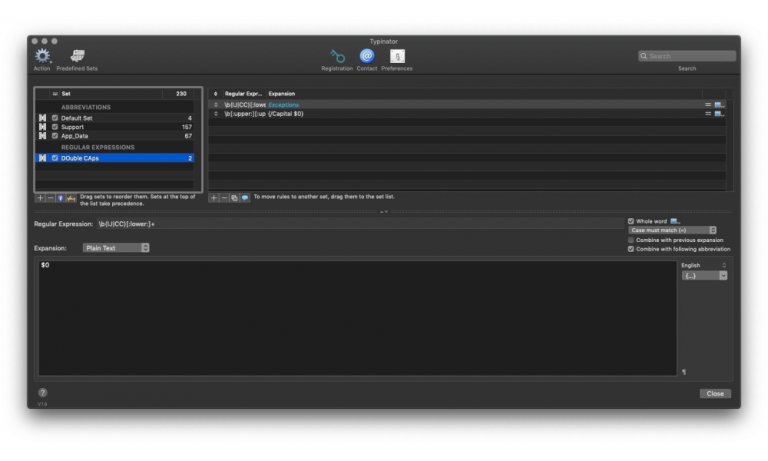 Typinator
Action Predefined Sets Registration Contact Preferences Search
Search
Set 230
ABBREVIATIONS
Default Set 4
Support 157
App_Data 67
REGULAR EXPRESSIONS
DOuble CAps 2
Regular Expr... Expansion
Exceptions
\b[:upper:][:up {/Capital $0}
Drag sets to reorder them. Sets at the top of
the list take precedence.
To move rules to another set, drag them to the set list.
Regular Expression: \b(IJ|CC)[:lower:]+
Whole word
Case must match (=)
Combine with previous expansion
Combine with following abbreviation
Expansion: Plain Text
$0
English
{...}
¶
?
Close